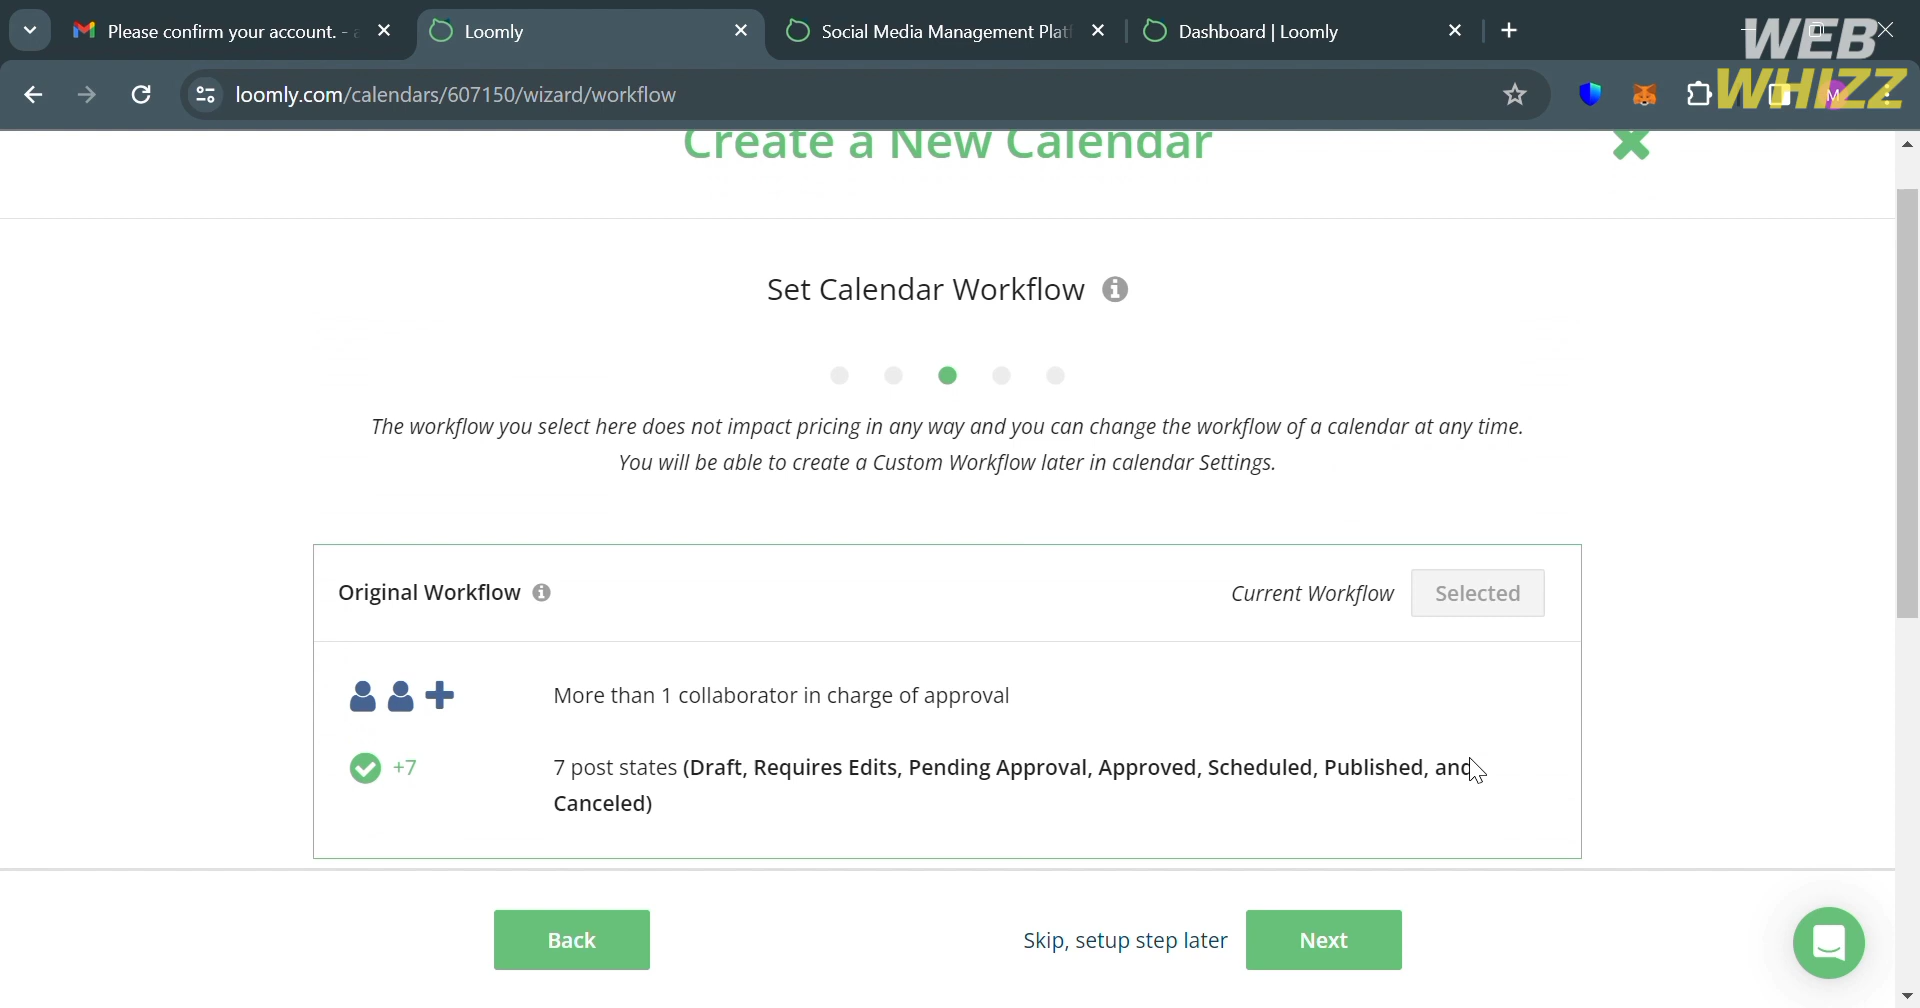 Please confirm your account. -
Loomly
Social Media Management Plat
Dashboard | Loomly
WEB
WHIZZ
loomly.com/calendars/607150/wizard/workflow
M
Create a New Calendar
Set Calendar Workflow
The workflow you select here does not impact pricing in any way and you can change the workflow of a calendar at any time.
You will be able to create a Custom Workflow later in calendar Settings.
Original Workflow
Current Workflow
Selected
More than 1 collaborator in charge of approval
+7
7 post states (Draft, Requires Edits, Pending Approval, Approved, Scheduled, Published, and
Canceled)
Back
Skip, setup step later
Next